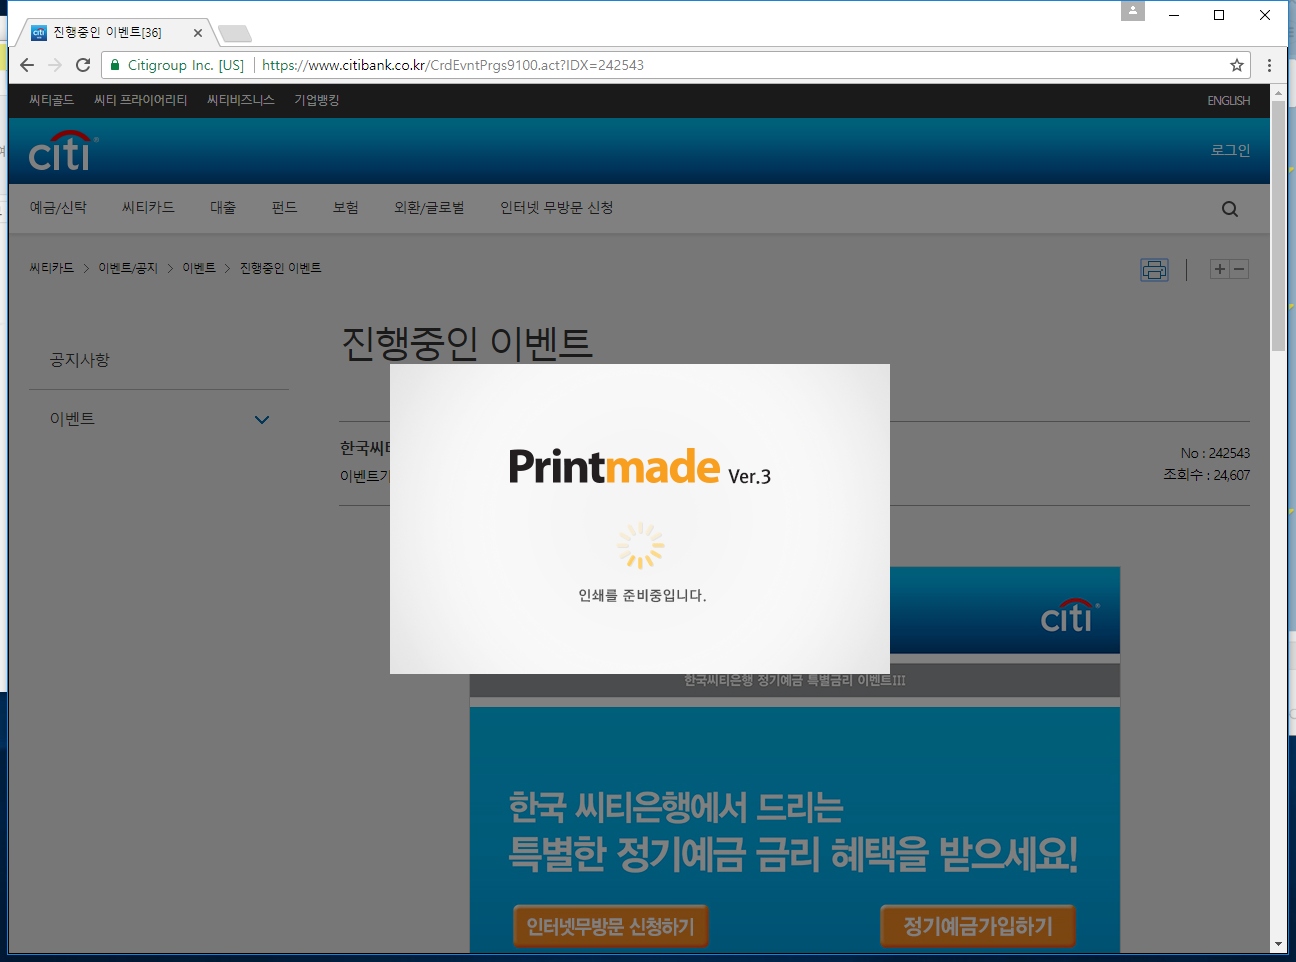 진행중인 이벤트[36]
Citigroup Inc. [US] https://www.citibank.co.kr/CrdEvntPrgs9100.act?IDX=242543
씨티골드 씨티 프라이어리티 씨티비즈니스 기업뱅킹 ENGLISH
citi 로그인
예금/신탁 씨티카드 대출 펀드 보험 외환/글로벌 인터넷 무방문 신청
씨티카드 > 이벤트/공지 > 이벤트 > 진행중인 이벤트
진행중인 이벤트
공지사항
이벤트
한국씨티
No : 242543
이벤트기
조회수 : 24,607
Printmade Ver.3
인쇄를 준비중입니다.
citi
한국씨티은행 정기예금 특별금리 이벤트III
한국 씨티은행에서 드리는
특별한 정기예금 금리 혜택을 받으세요!
인터넷무방문 신청하기 정기예금가입하기